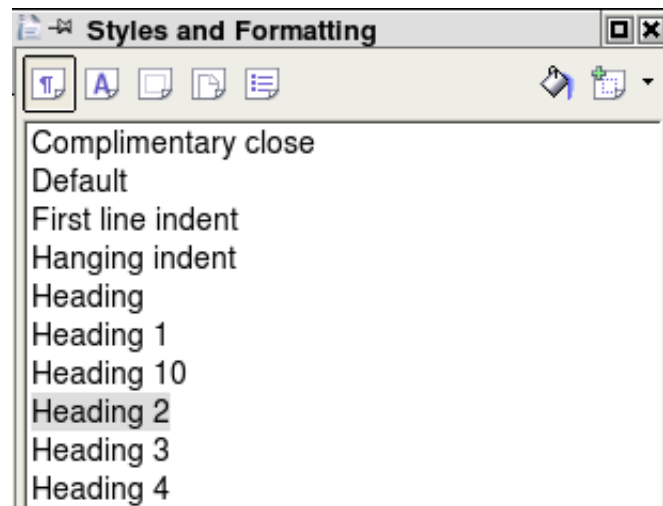 Styles and Formatting
Complimentary close
Default
First line indent
Hanging indent
Heading
Heading 1
Heading 10
Heading 2
Heading 3
Heading 4